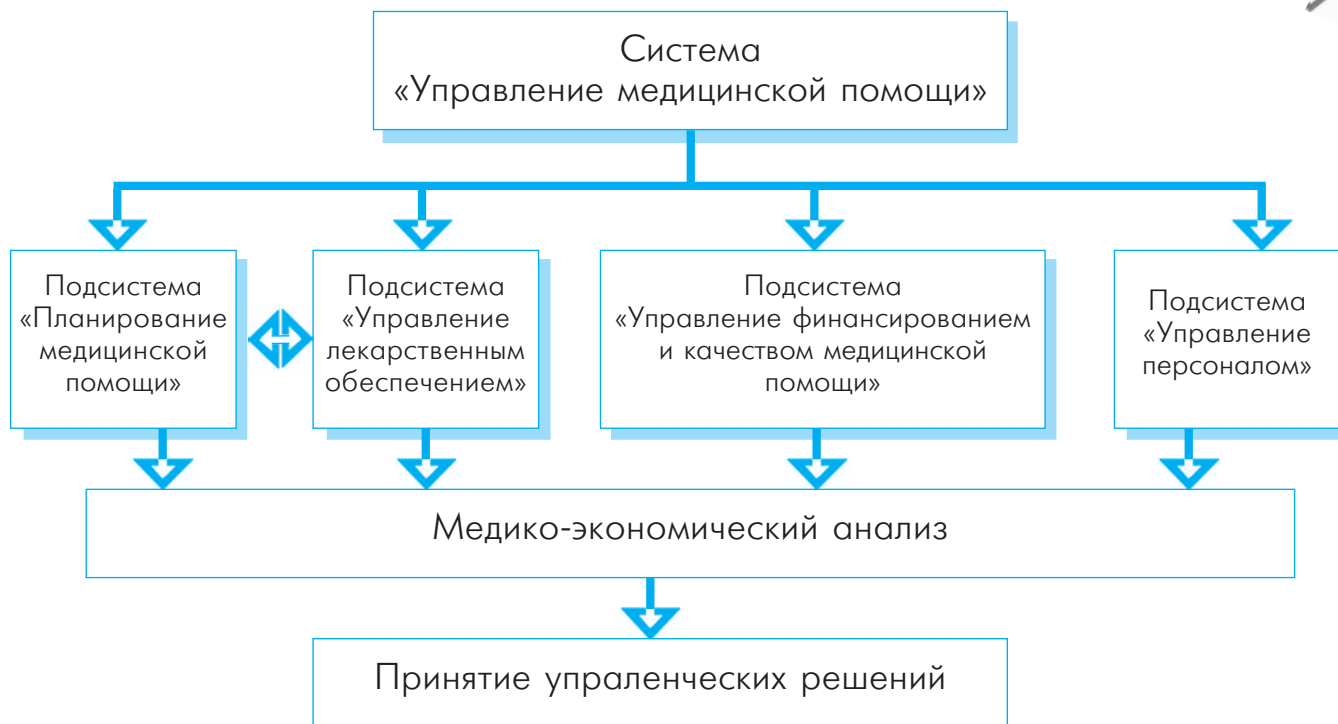 Система
«Управление медицинской помощи»
Подсистема
«Планирование
медицинской
помощи»
Подсистема
«Управление
лекарственным
обеспечением»
Подсистема
«Управление финансированием
и качеством медицинской
помощи»
Подсистема
«Управление
персоналом»
Медико-экономический анализ
Принятие упраленческих решений